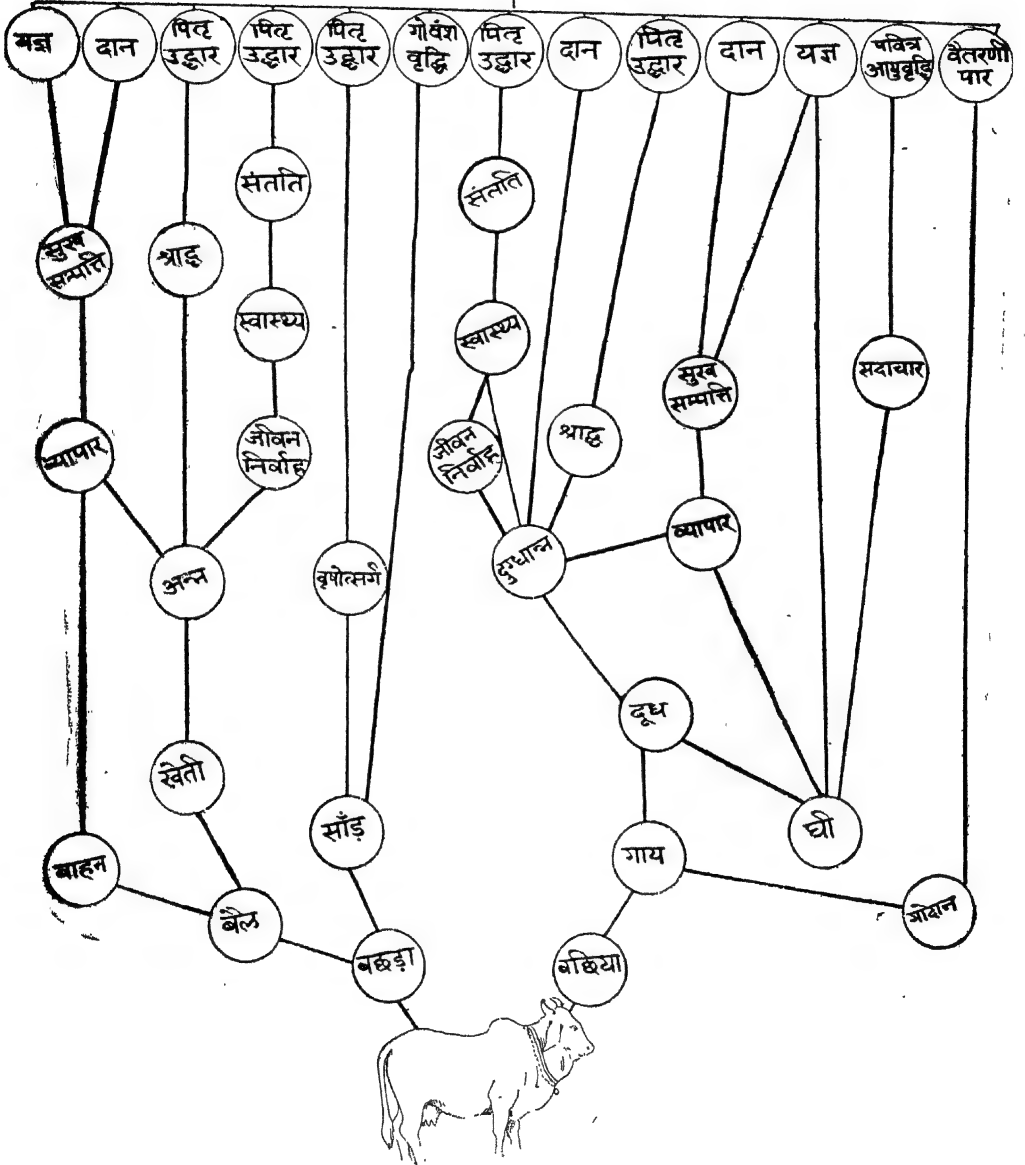 यज्ञ
दान
पितृ
उद्धार
पितृ
उद्धार
पितृ
उद्धार
गोवंश
वृद्धि
पितृ
उद्धार
दान
पितृ
उद्धार
दान
यज्ञ
पवित्र
आयुवृद्धि
वैतरणी
पार
संतति
संतति
सुख
सम्पत्ति
श्राद्ध
स्वास्थ्य
स्वास्थ्य
सुख
सम्पत्ति
सदाचार
व्यापार
जीवन
निर्वाह
जीवन
निर्वाह
श्राद्ध
व्यापार
अन्न
वृषोत्सर्ग
दुग्धान्न
दूध
खेती
साँड़
घी
वाहन
गाय
बैल
गोदान
बछड़ा
बछिया